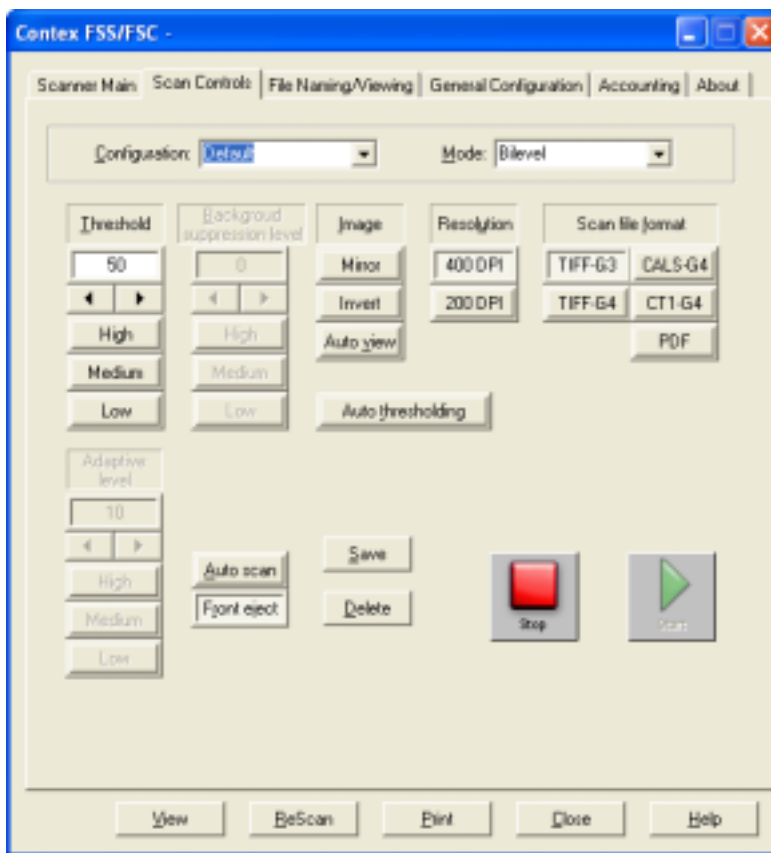 Contex FSS/FSC -
Scanner Main Scan Controls File Naming/Viewing General Configuration Accounting About
Configuration: Default Mode: Bilevel
Threshold
Backgroud suppression level
Image
Resolution
Scan file format
50 0 Mirror 400 DPI TIFF-G3 CALS-G4
Invert 200 DPI TIFF-G4 CT1-G4
High High Auto view PDF
Medium Medium
Low Low Auto thresholding
Adaptive
level
10
High
Medium
Low
Auto scan
Front eject
Save
Delete
Stop
Start
View ReScan Print Close Help